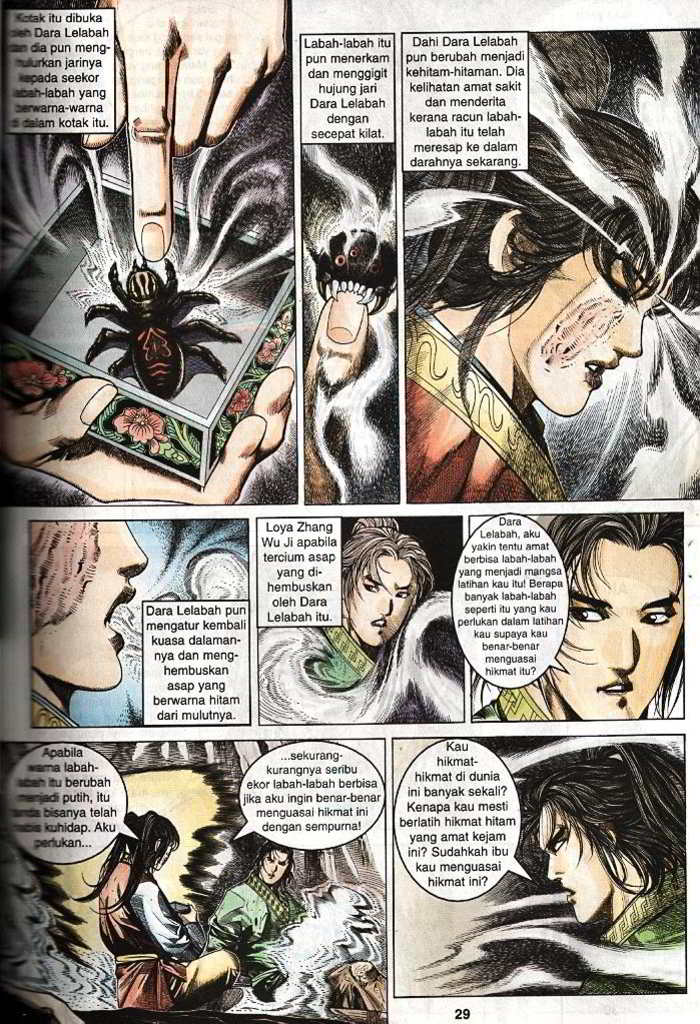 Kotak itu dibuka
oleh Dara Lelabah
dan dia pun meng-
hulurkan jarinya
kepada seekor
labah-labah yang
berwarna-warna
di dalam kotak itu.
Labah-labah itu
pun menerkam
dan menggigit
hujung jari
Dara Lelabah
dengan
secepat kilat.
Dahi Dara Lelabah
pun berubah menjadi
kehitam-hitaman. Dia
kelihatan amat sakit
dan menderita
kerana racun labah-
labah itu telah
meresap ke dalam
darahnya sekarang.
Dara Lelabah pun
mengatur kembali
kuasa dalaman-
nya dan meng-
hembuskan
asap yang
berwarna hitam
dari mulutnya.
Loya Zhang
Wu Ji apabila
tercium asap
yang di-
hembuskan
oleh Dara
Lelabah itu.
Dara
Lelabah, aku
yakin tentu amat
berbisa labah-labah
yang menjadi mangsa
latihan kau itu! Berapa
banyak labah-labah
seperti itu yang kau
perlukan dalam latihan
kau supaya kau
benar-benar
menguasai
hikmat itu?
Apabila
warna labah-
labah itu berubah
menjadi putih, itu
tanda bisanya telah
habis kuhidap. Aku
perlukan...
...sekurang-
kurangnya seribu
ekor labah-labah berbisa
jika aku ingin benar-benar
menguasai hikmat ini
dengan sempurna!
Kau
hikmat-
hikmat di dunia
ini banyak sekali?
Kenapa kau mesti
berlatih hikmat hitam
yang amat kejam
ini? Sudahkah ibu
kau menguasai
hikmat ini?
29